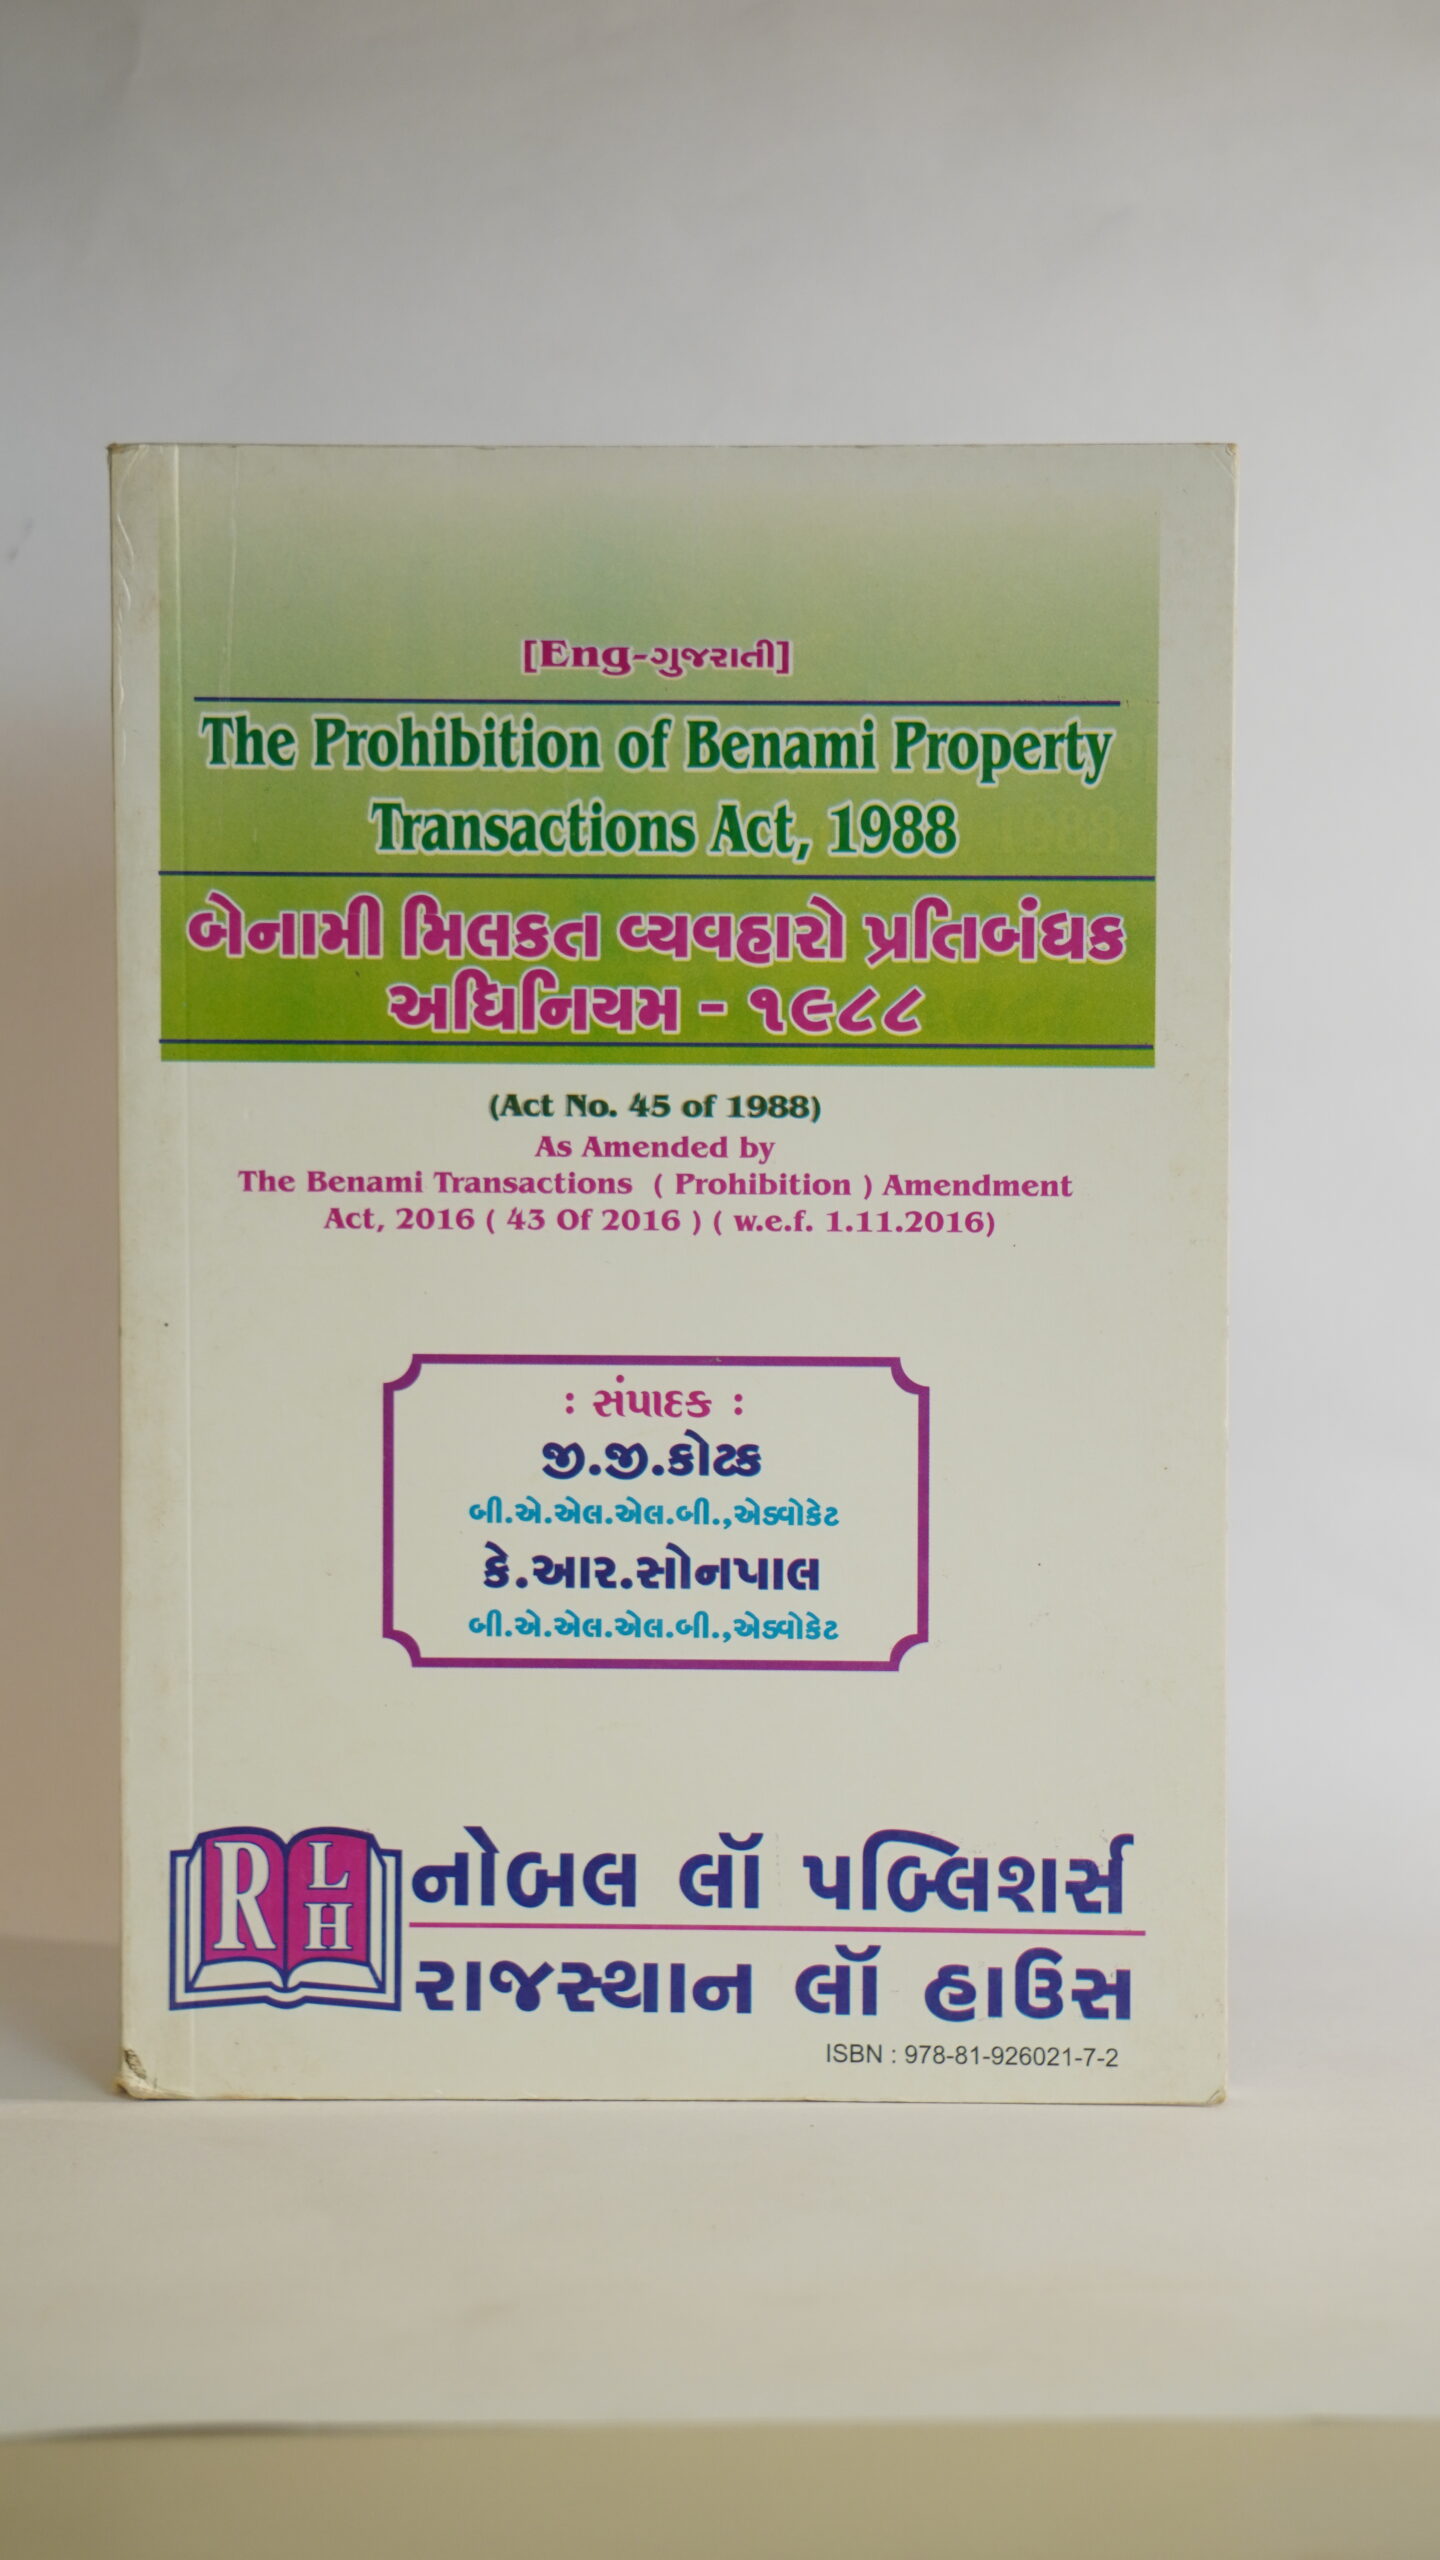 [Eng-ગુજરાતી]
The Prohibition of Benami Property
Transactions Act, 1988
બેનામી મિલકત વ્યવહારો પ્રતિબંધક
અધિનિયમ - ૧૯૮૮
(Act No. 45 of 1988)
As Amended by
The Benami Transactions ( Prohibition ) Amendment
Act, 2016 ( 43 Of 2016 ) ( w.e.f. 1.11.2016)
: સંપાદક :
જી.જી.કોટક
બી.એ.એલ.એલ.બી.,એડવોકેટ
કે.આર.સોનપાલ
બી.એ.એલ.એલ.બી.,એડવોકેટ
R L H
નોબલ લૉ પબ્લિશર્સ
રાજસ્થાન લૉ હાઉસ
ISBN : 978-81-926021-7-2